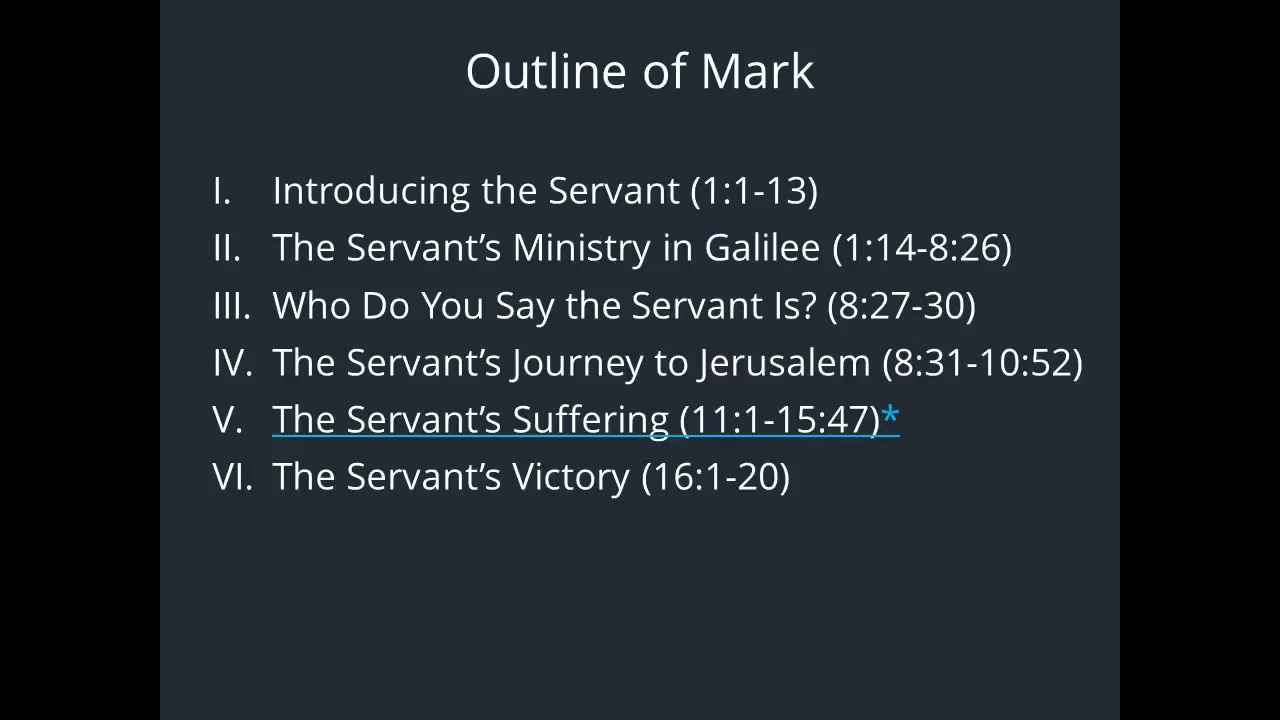 Outline of Mark
I. Introducing the Servant (1:1-13)
II. The Servant’s Ministry in Galilee (1:14-8:26)
III. Who Do You Say the Servant Is? (8:27-30)
IV. The Servant’s Journey to Jerusalem (8:31-10:52)
V. The Servant’s Suffering (11:1-15:47)*
VI. The Servant’s Victory (16:1-20)